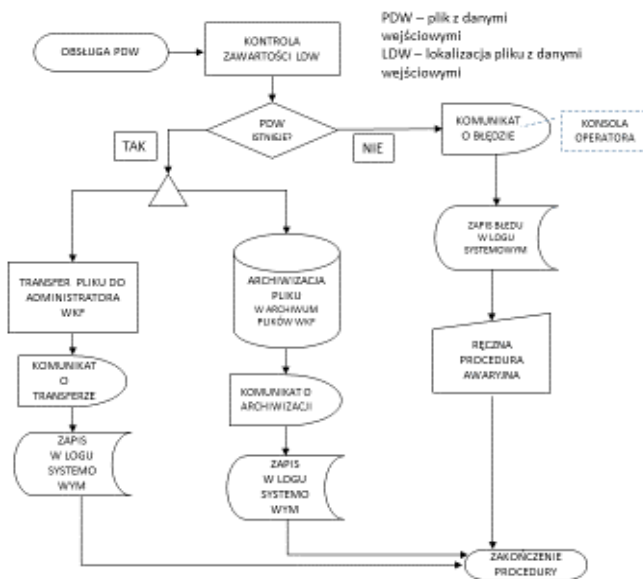 OBSŁUGA PDW
KONTROLA
ZAWARTOŚCI LDW
PDW – plik z danymi
wejściowymi
LDW – lokalizacja pliku z danymi
wejściowymi
PDW
ISTNIEJE?
TAK
NIE
KOMUNIKAT
O BŁĘDZIE
KONSOLA
OPERATORA
TRANSFER PLIKU DO
ADMINISTRATORA
WKP
ARCHIWIZACJA
PLIKU
W ARCHIWUM
PLIKÓW WKP
ZAPIS BŁEDU
W LOGU
SYSTEMOWYM
KOMUNIKAT
O
TRANSFERZE
KOMUNIKAT O
ARCHIWIZACJI
RĘCZNA
PROCEDURA
AWARYJNA
ZAPIS
W LOGU
SYSTEMO
WYM
ZAPIS
W LOGU
SYSTEMO
WYM
ZAKOŃCZENIE
PROCEDURY